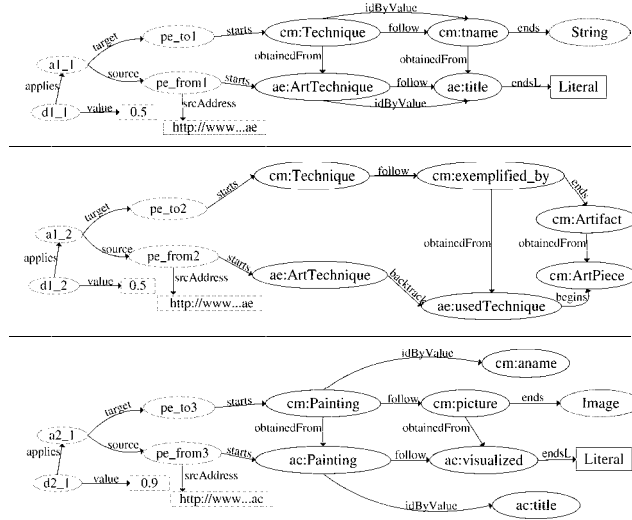 idByValue
target pe_to1 starts cm:Technique follow cm:tname ends String
a1_1 obtainedFrom obtainedFrom
applies source pe_from1 starts ae:ArtTechnique follow ae:title endsL Literal
srcAddress idByValue
d1_1 value 0.5
http://www...ae
cm:Technique follow cm:exemplified_by
target pe_to2 starts ends
cm:Artifact
a1_2 obtainedFrom obtainedFrom
applies source pe_from2 starts ae:ArtTechnique cm:ArtPiece
srcAddress backtrack
d1_2 value 0.5 begins
http://www...ae ae:usedTechnique
idByValue cm:aname
target pe_to3 starts cm:Painting follow cm:picture ends Image
a2_1 obtainedFrom obtainedFrom
applies source pe_from3 starts ac:Painting follow ac:visualized endsL Literal
srcAddress
d2_1 value 0.9
http://www...ac idByValue ac:title